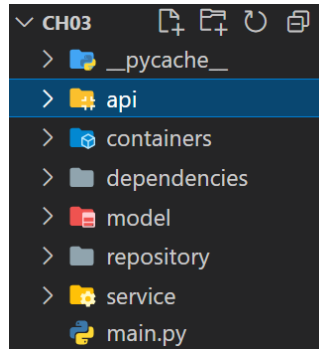 CH03
__pycache__
api
containers
dependencies
model
repository
service
main.py